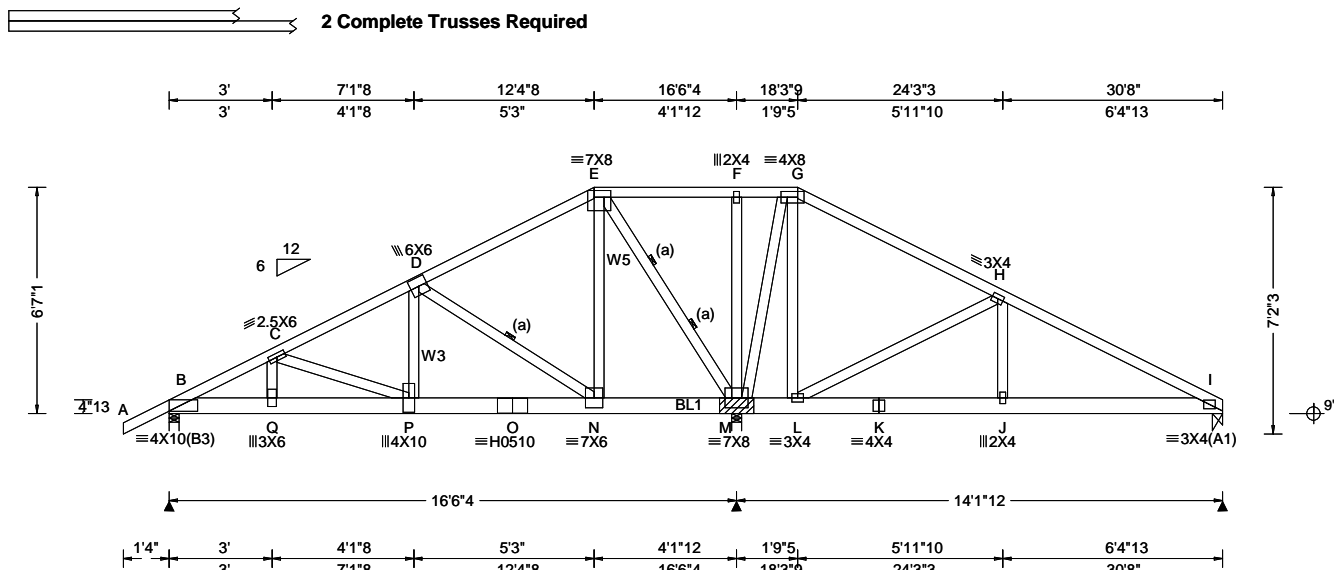 2 Complete Trusses Required
3' 7'1"8 12'4"8 16'6"4 18'3"9 24'3"3 30'8"
3' 4'1"8 5'3" 4'1"12 1'9"5 5'11"10 6'4"13
≡7X8 |||2X4 ≡4X8
E F G
12
6
6X6
D
(a)
W5
3X4
H
6'7"1
7'2"3
2.5X6
C
(a)
(a)
W3
B
I
4"13
A
BL1
9'
≡4X10(B3)
Q P O N M L K J
|||3X6 |||4X10 ≡H0510 ≡7X6 ≡7X8 ≡3X4 ≡4X4 |||2X4 ≡3X4(A1)
16'6"4 14'1"12
1'4" 3' 4'1"8 5'3" 4'1"12 1'9"5 5'11"10 6'4"13
3' 7'1"8 12'4"8 16'6"4 18'3"9 24'3"3 30'8"